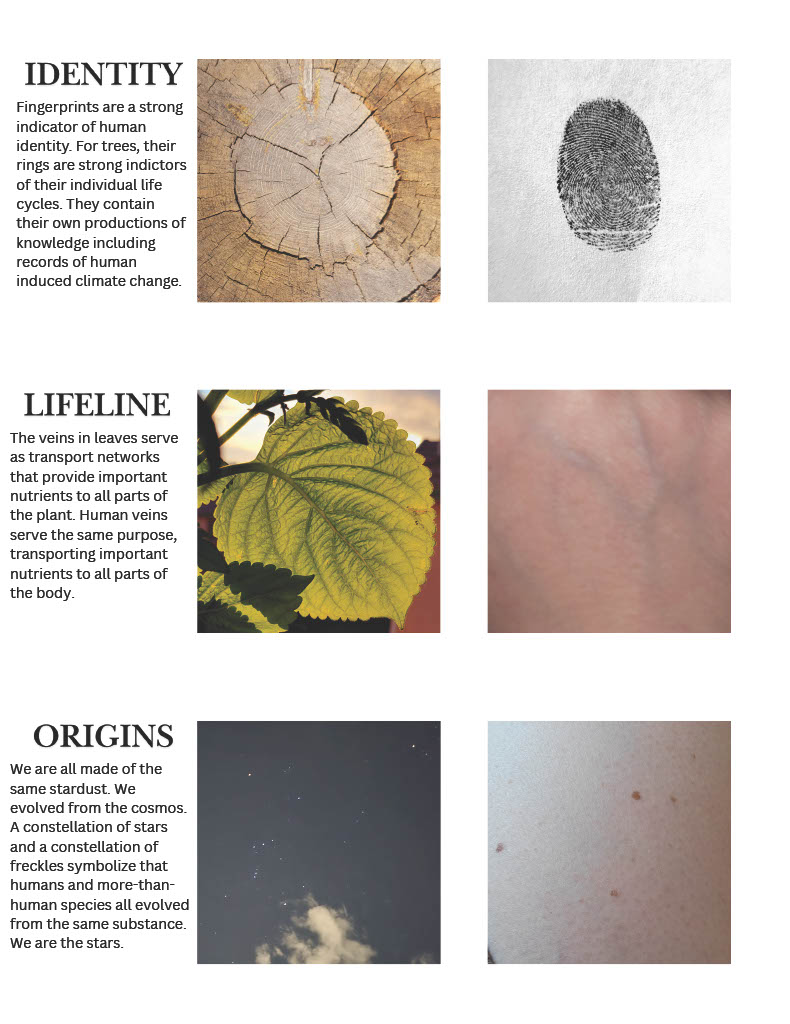 IDENTITY
Fingerprints are a strong
indicator of human
identity. For trees, their
rings are strong indictors
of their individual life
cycles. They contain
their own productions of
knowledge including
records of human
induced climate change.
LIFELINE
The veins in leaves serve
as transport networks
that provide important
nutrients to all parts of
the plant. Human veins
serve the same purpose,
transporting important
nutrients to all parts of
the body.
ORIGINS
We are all made of the
same stardust. We
evolved from the cosmos.
A constellation of stars
and a constellation of
freckles symbolize that
humans and more-than-
human species all evolved
from the same substance.
We are the stars.